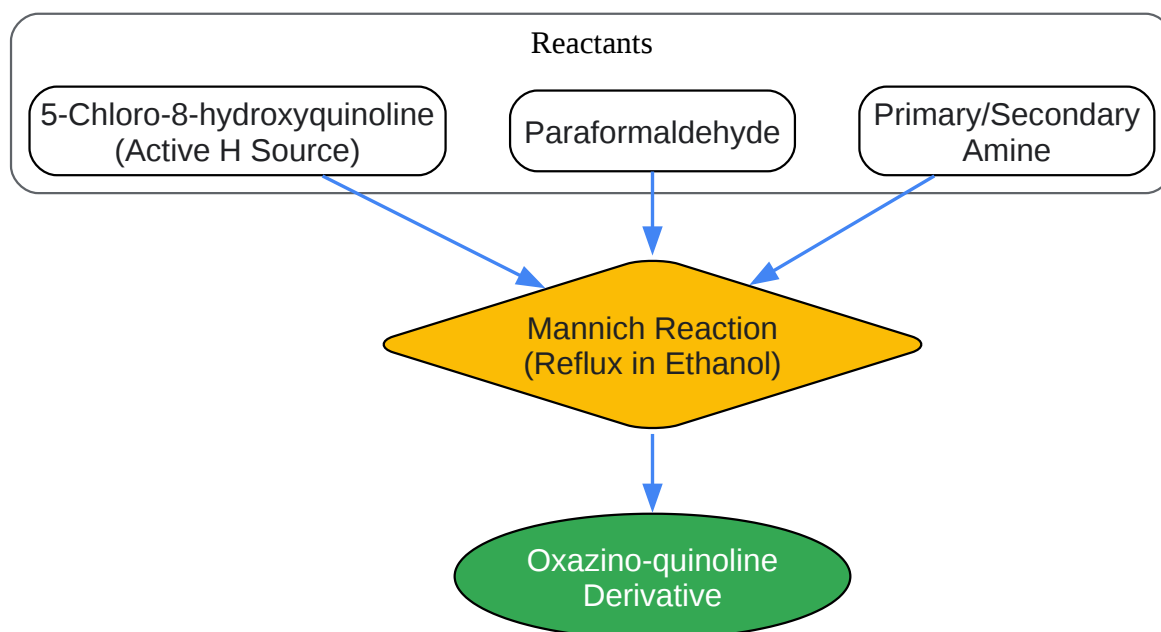 Reactants
5-Chloro-8-hydroxyquinoline
(Active H Source)
Paraformaldehyde
Primary/Secondary
Amine
Mannich Reaction
(Reflux in Ethanol)
Oxazino-quinoline
Derivative